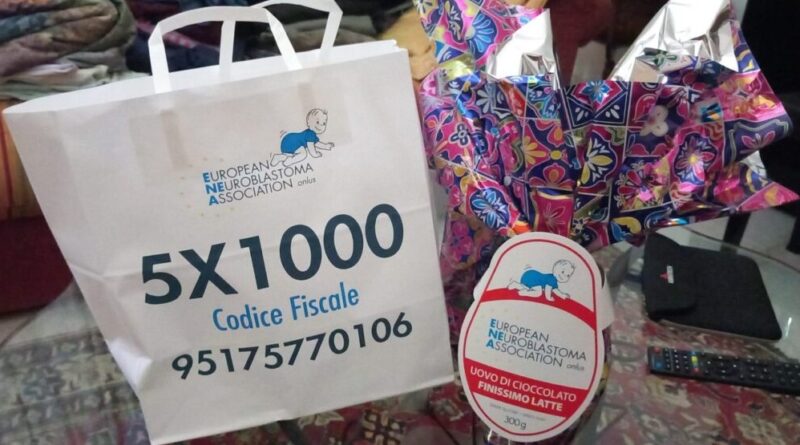 EUROPEAN
NEUROBLASTOMA
ASSOCIATION onlus
5X1000
Codice Fiscale
95175770106
EUROPEAN
NEUROBLASTOMA
ASSOCIATION onlus
UOVO DI CIOCCOLATO
FINISSIMO LATTE
300g